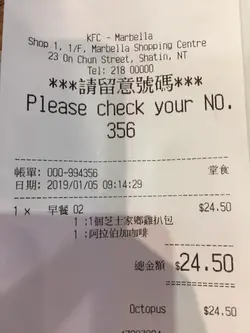 KFC - Marbella
Shop 1, 1/F, Marbella Shopping Centre
23 On Chun Street, Shatin, NT
Tel: 218 00000
***請留意號碼***
Please check your NO.
356
帳單: 000-994356 堂食
日期: 2019/01/05 09:14:29
1 × 早餐 02 $24.50
1 :1個芝士家鄉雞扒包
1 :阿拉伯加咖啡
總金額 $24.50
Octopus $24.50